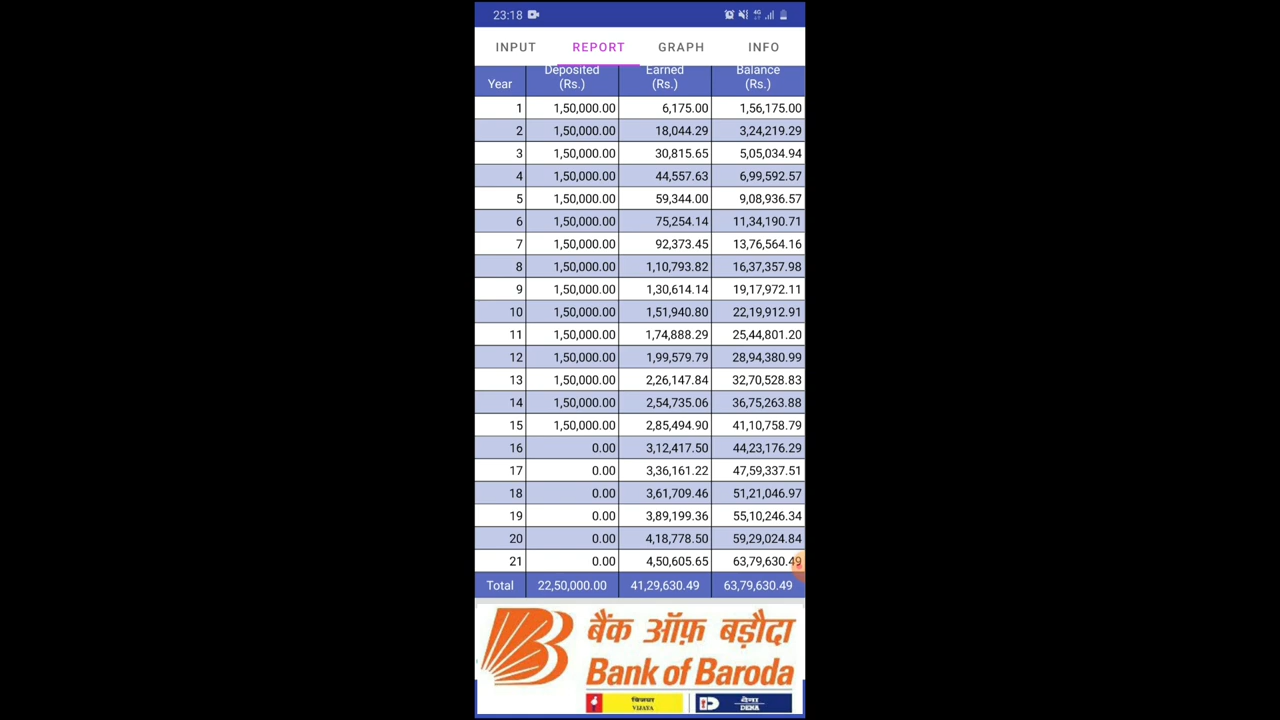 23:18 4G
INPUT REPORT GRAPH INFO
Year Deposited (Rs.) Earned (Rs.) Balance (Rs.)
1 1,50,000.00 6,175.00 1,56,175.00
2 1,50,000.00 18,044.29 3,24,219.29
3 1,50,000.00 30,815.65 5,05,034.94
4 1,50,000.00 44,557.63 6,99,592.57
5 1,50,000.00 59,344.00 9,08,936.57
6 1,50,000.00 75,254.14 11,34,190.71
7 1,50,000.00 92,373.45 13,76,564.16
8 1,50,000.00 1,10,793.82 16,37,357.98
9 1,50,000.00 1,30,614.14 19,17,972.11
10 1,50,000.00 1,51,940.80 22,19,912.91
11 1,50,000.00 1,74,888.29 25,44,801.20
12 1,50,000.00 1,99,579.79 28,94,380.99
13 1,50,000.00 2,26,147.84 32,70,528.83
14 1,50,000.00 2,54,735.06 36,75,263.88
15 1,50,000.00 2,85,494.90 41,10,758.79
16 0.00 3,12,417.50 44,23,176.29
17 0.00 3,36,161.22 47,59,337.51
18 0.00 3,61,709.46 51,21,046.97
19 0.00 3,89,199.36 55,10,246.34
20 0.00 4,18,778.50 59,29,024.84
21 0.00 4,50,605.65 63,79,630.49
Total 22,50,000.00 41,29,630.49 63,79,630.49
बैंक ऑफ़ बड़ौदा
Bank of Baroda
विजया
VIJAYA
देना
DENA